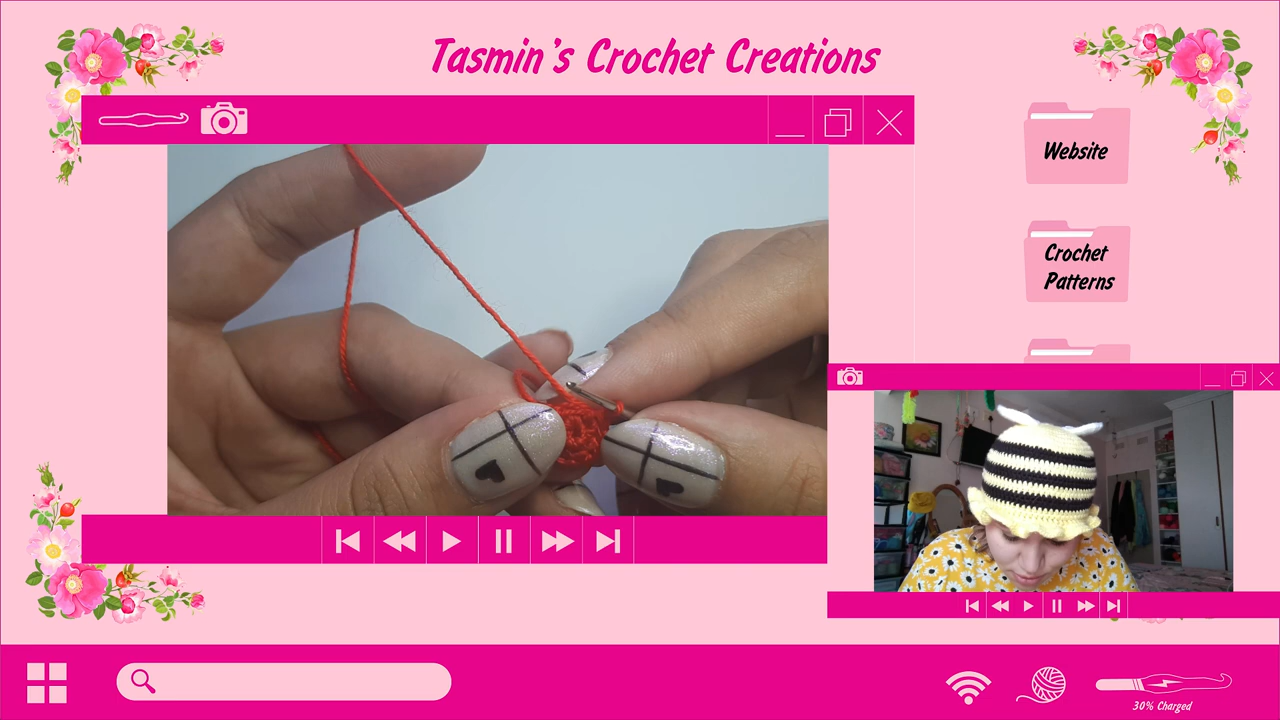 Tasmin's Crochet Creations
Website
Crochet
Patterns
30% Charged